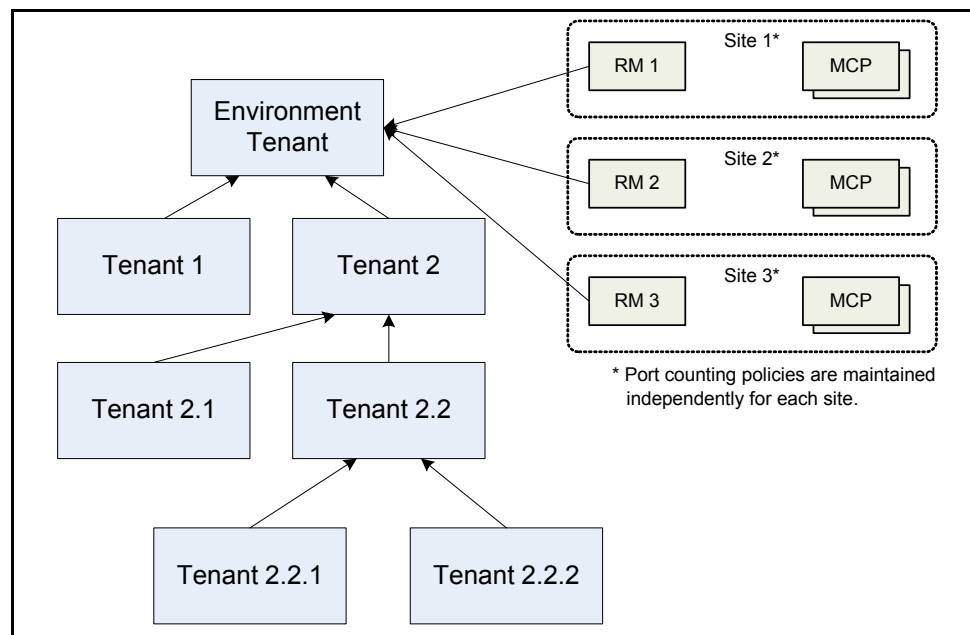 Environment
Tenant
Tenant 1
Tenant 2
Tenant 2.1
Tenant 2.2
Tenant 2.2.1
Tenant 2.2.2
Site 1*
RM 1
MCP
Site 2*
RM 2
MCP
Site 3*
RM 3
MCP
* Port counting policies are maintained
independently for each site.